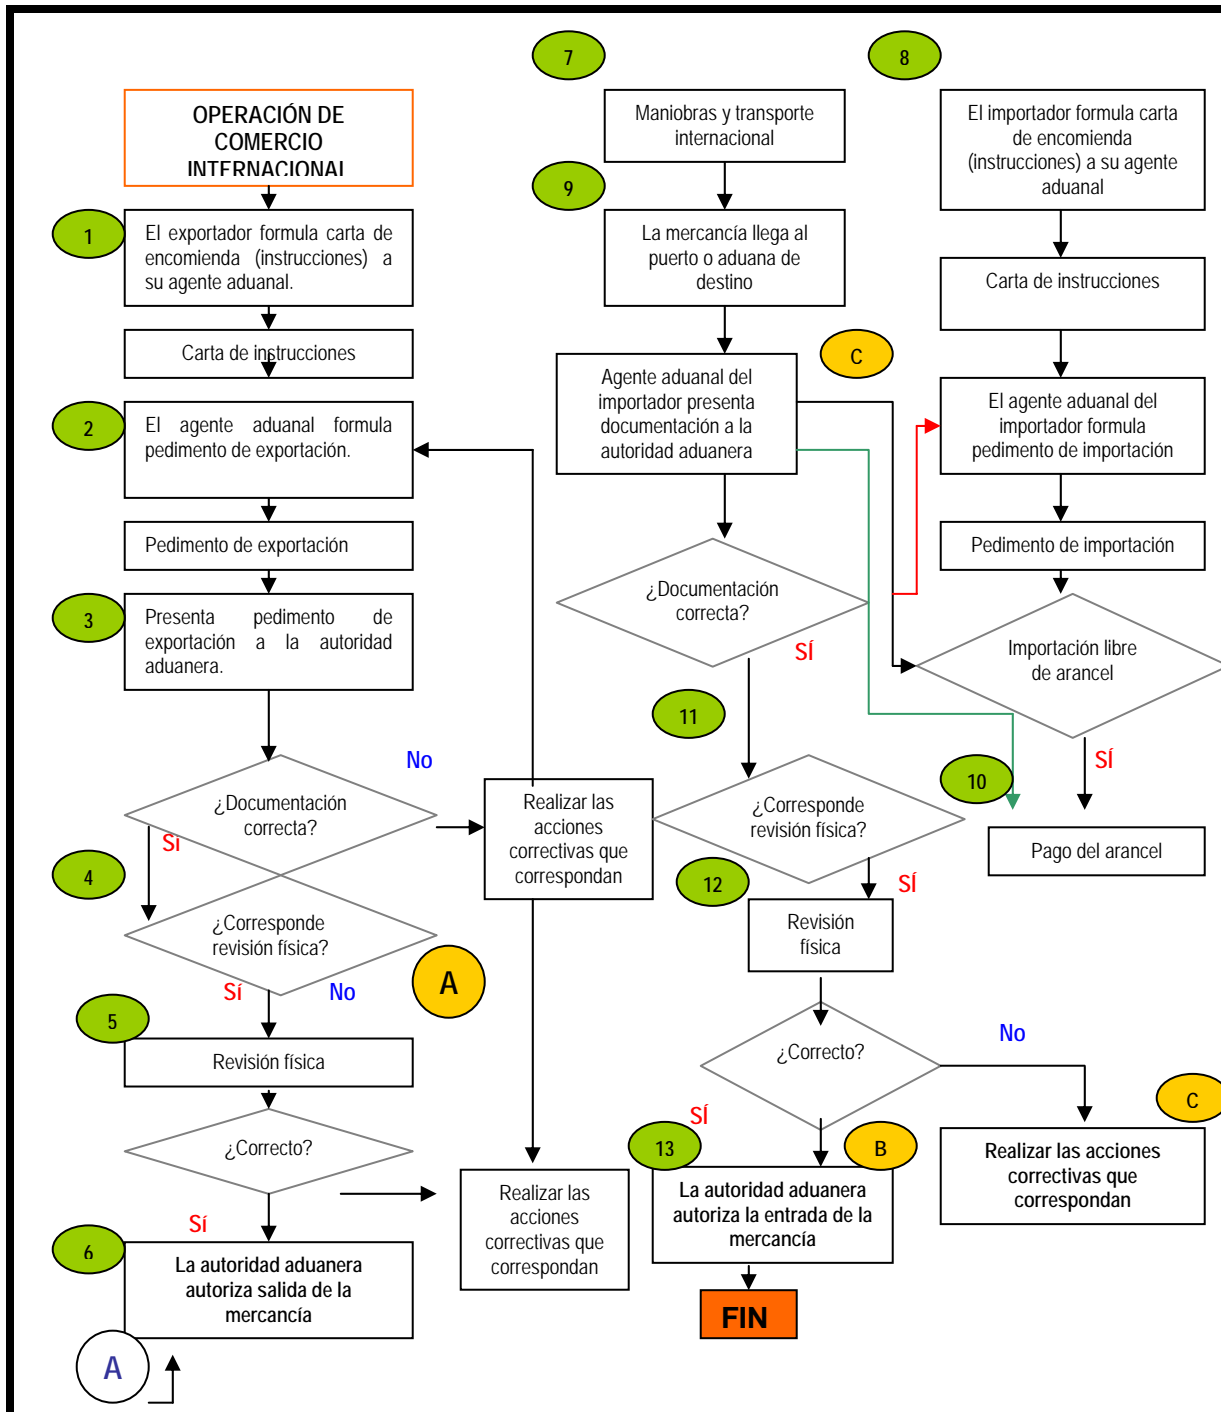 OPERACIÓN DE
COMERCIO
INTERNACIONAL
1
El exportador formula carta de
encomienda (instrucciones) a
su agente aduanal.
Carta de instrucciones
2
El agente aduanal formula
pedimento de exportación.
Pedimento de exportación
3
Presenta pedimento de
exportación a la autoridad
aduanera.
No
¿Documentación
correcta?
Sí
4
¿Corresponde
revisión física?
A
Sí
No
5
Revisión física
¿Correcto?
Sí
6
La autoridad aduanera
autoriza salida de la
mercancía
A
Realizar las
acciones
correctivas que
correspondan
Realizar las
acciones
correctivas que
correspondan
7
Maniobras y transporte
internacional
9
La mercancía llega al
puerto o aduana de
destino
C
Agente aduanal del
importador presenta
documentación a la
autoridad aduanera
¿Documentación
correcta?
SÍ
11
¿Corresponde
revisión física?
12
SÍ
Revisión
física
¿Correcto?
No
SÍ
13
B
La autoridad aduanera
autoriza la entrada de la
mercancía
FIN
C
Realizar las acciones
correctivas que
correspondan
8
El importador formula carta
de encomienda
(instrucciones) a su agente
aduanal
Carta de instrucciones
El agente aduanal del
importador formula
pedimento de importación
Pedimento de importación
Importación libre
de arancel
SÍ
10
Pago del arancel